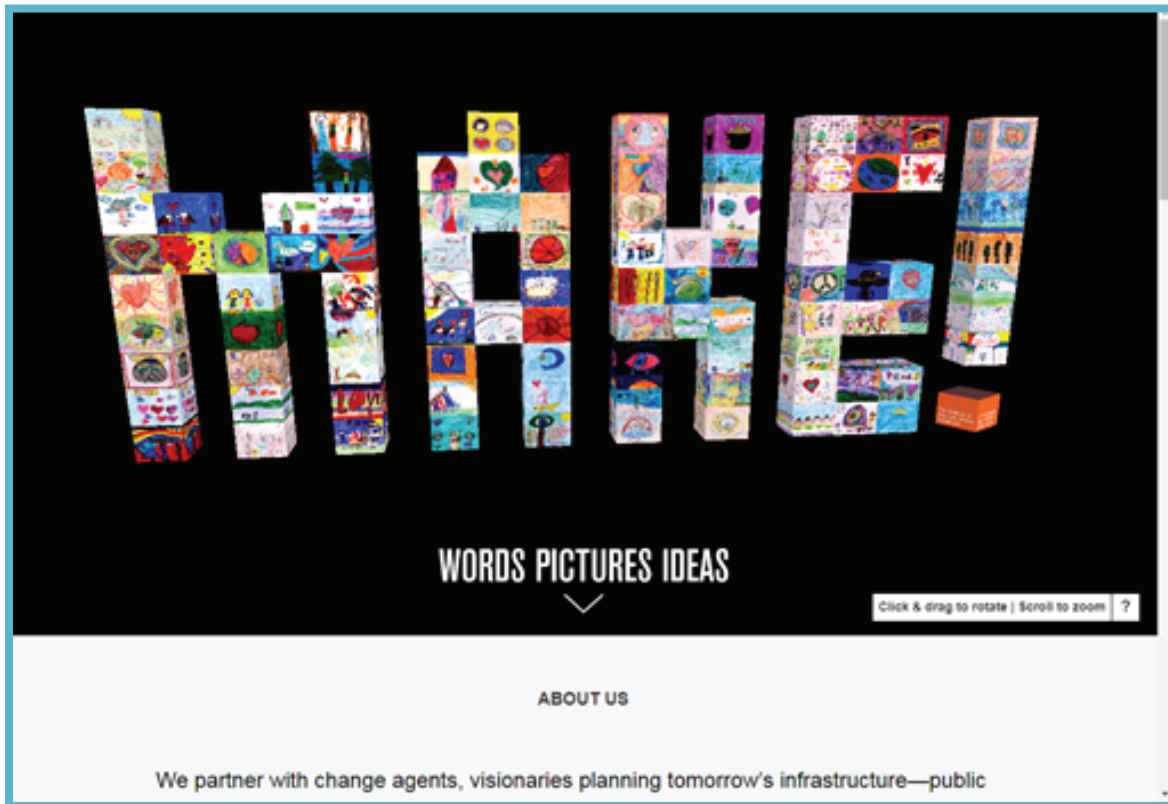 MAKE!
WORDS PICTURES IDEAS
Click & drag to rotate | Scroll to zoom ?
ABOUT US
We partner with change agents, visionaries planning tomorrow's infrastructure—public